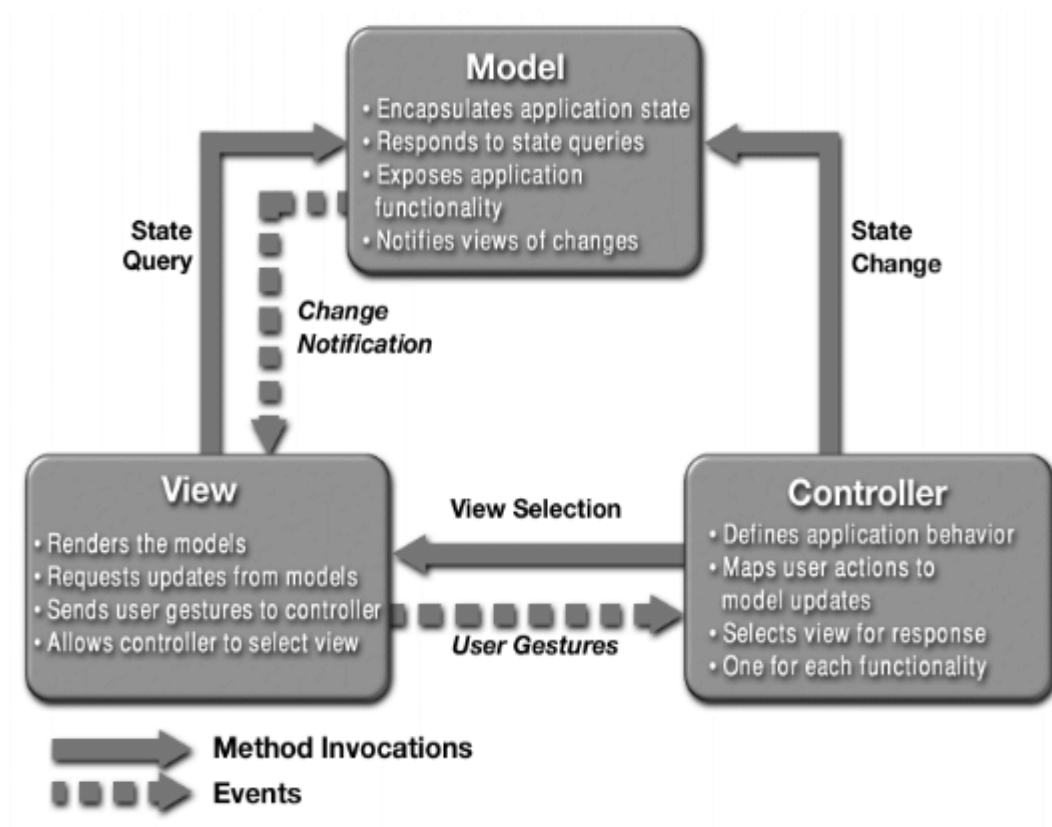 Model
• Encapsulates application state
• Responds to state queries
• Exposes application
functionality
• Notifies views of changes
State
Query
Change
Notification
State
Change
View
• Renders the models
• Requests updates from models
• Sends user gestures to controller
• Allows controller to select view
View Selection
User Gestures
Controller
• Defines application behavior
• Maps user actions to
model updates
• Selects view for response
• One for each functionality
Method Invocations
Events